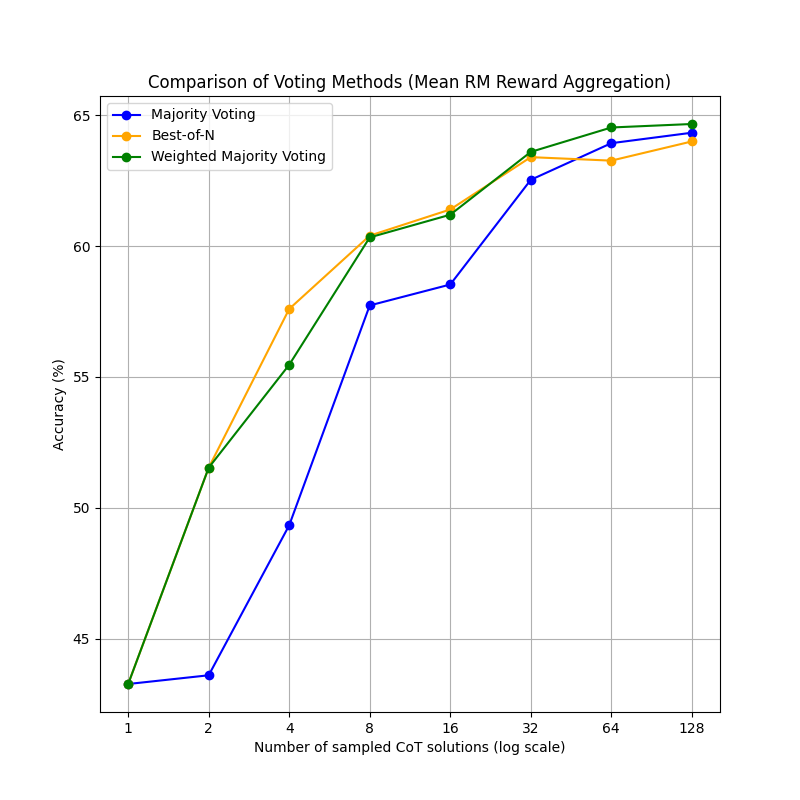 Comparison of Voting Methods (Mean RM Reward Aggregation)
Majority Voting
Best-of-N
Weighted Majority Voting
Accuracy (%)
65
60
55
50
45
1 2 4 8 16 32 64 128
Number of sampled CoT solutions (log scale)